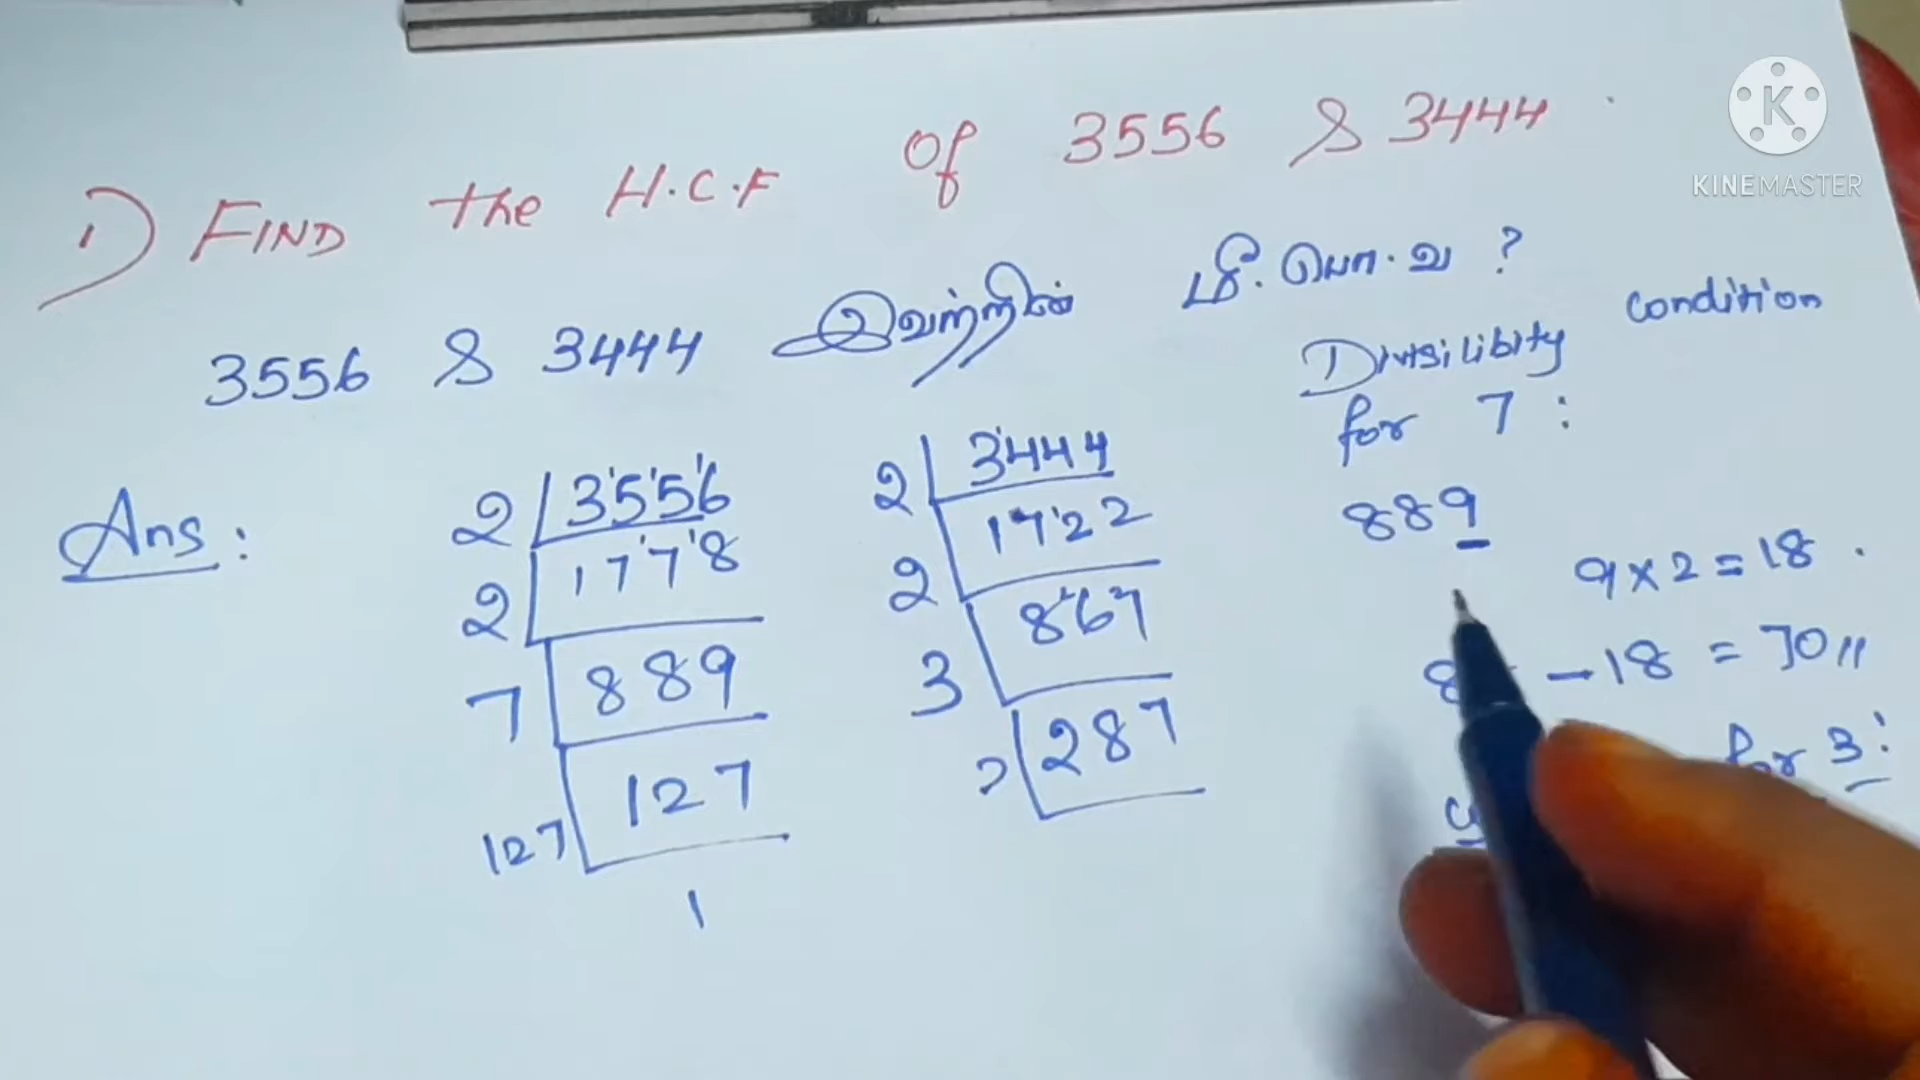 KINEMASTER
1) FIND the H.C.F Of 3556 & 3444
3556 & 3444 இவற்றின் மீ.பொ.வ ?
Ans:
2 3556
2 1778
7 889
127 127
1
2 3444
2 1722
3 861
287
Divisilibity condition
for 7 :
889
9×2=18.
8 -18 = 70//
for 3: